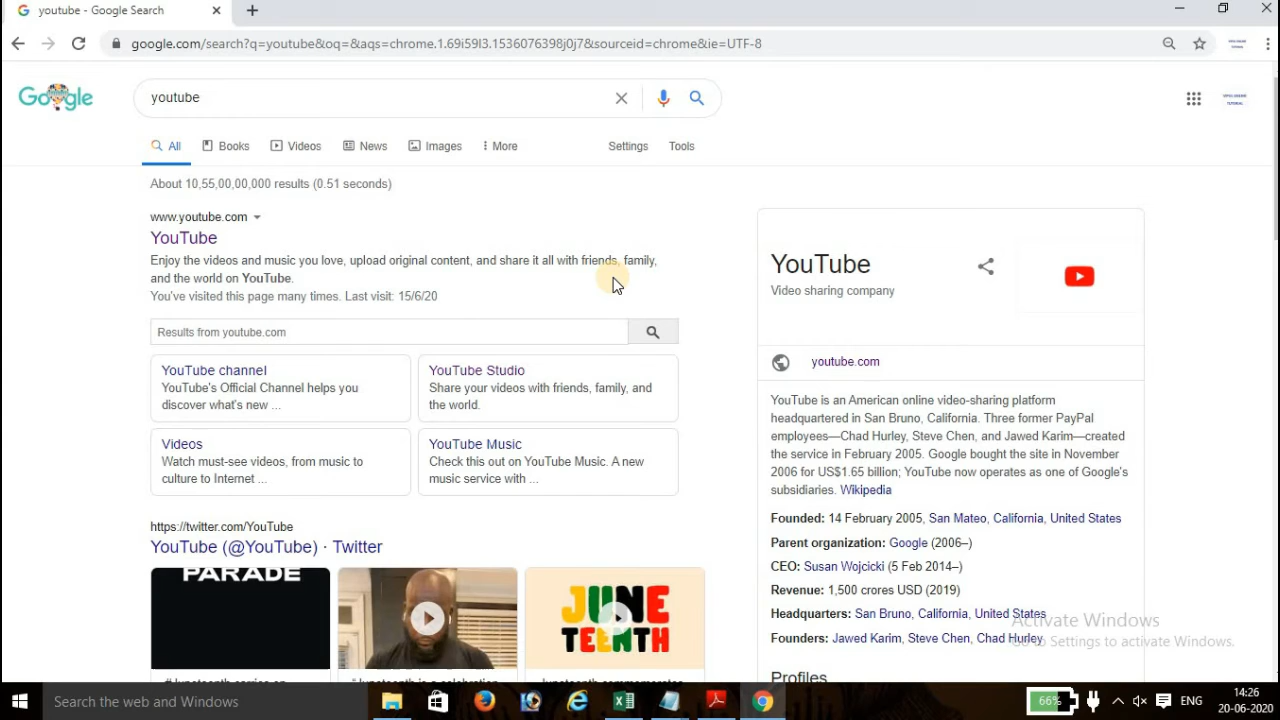 youtube - Google Search
google.com/search?q=youtube&oq=&aqs=chrome.1.69i59l3.1536076398j0j7&sourceid=chrome&ie=UTF-8
Google
youtube
All
Books
Videos
News
Images
More
Settings
Tools
About 10,55,00,00,000 results (0.51 seconds)
www.youtube.com
YouTube
Enjoy the videos and music you love, upload original content, and share it all with friends, family,
and the world on YouTube.
You've visited this page many times. Last visit: 15/6/20
Results from youtube.com
YouTube channel
YouTube's Official Channel helps you
discover what's new ...
YouTube Studio
Share your videos with friends, family, and
the world.
Videos
Watch must-see videos, from music to
culture to Internet ...
YouTube Music
Check this out on YouTube Music. A new
music service with ...
https://twitter.com/YouTube
YouTube (@YouTube) · Twitter
PARADE
JUNE
TEENTH
YouTube
Video sharing company
youtube.com
YouTube is an American online video-sharing platform
headquartered in San Bruno, California. Three former PayPal
employees—Chad Hurley, Steve Chen, and Jawed Karim—created
the service in February 2005. Google bought the site in November
2006 for US$1.65 billion; YouTube now operates as one of Google's
subsidiaries. Wikipedia
Founded: 14 February 2005, San Mateo, California, United States
Parent organization: Google (2006–)
CEO: Susan Wojcicki (5 Feb 2014–)
Revenue: 1,500 crores USD (2019)
Headquarters: San Bruno, California, United States
Founders: Jawed Karim, Steve Chen, Chad Hurley
Profiles
Activate Windows
Go to Settings to activate Windows.
Search the web and Windows
66%
ENG
14:26
20-06-2020